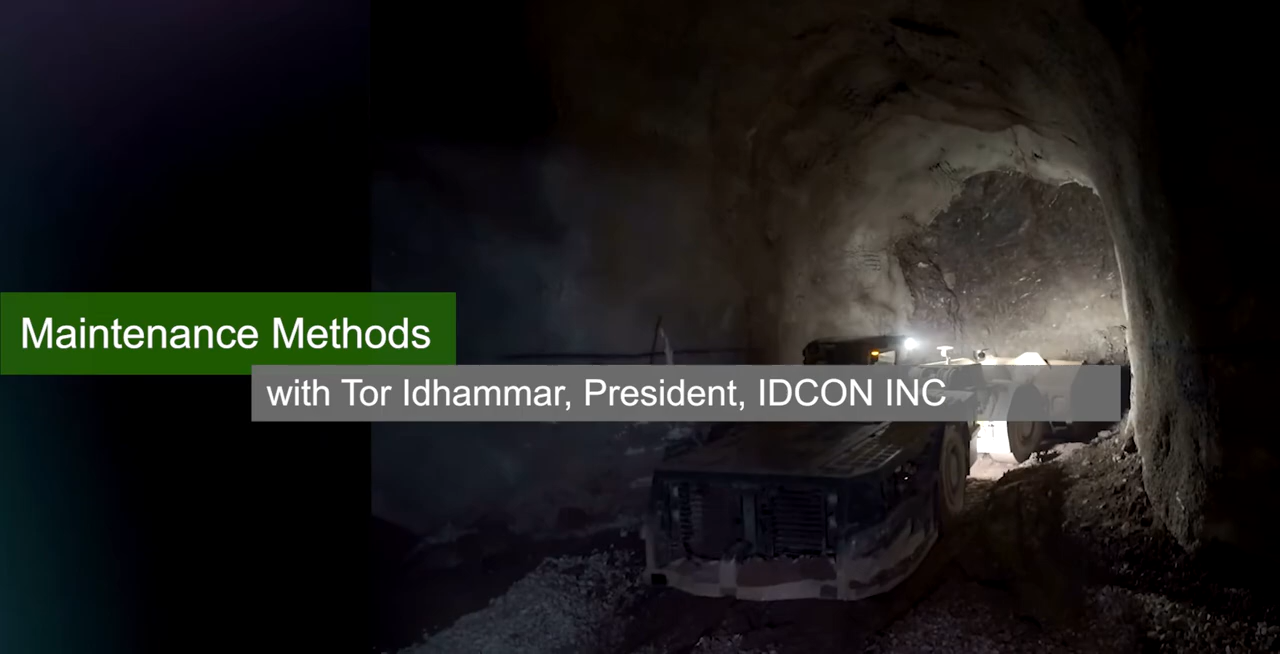 Maintenance Methods
with Tor Idhammar, President, IDCON INC